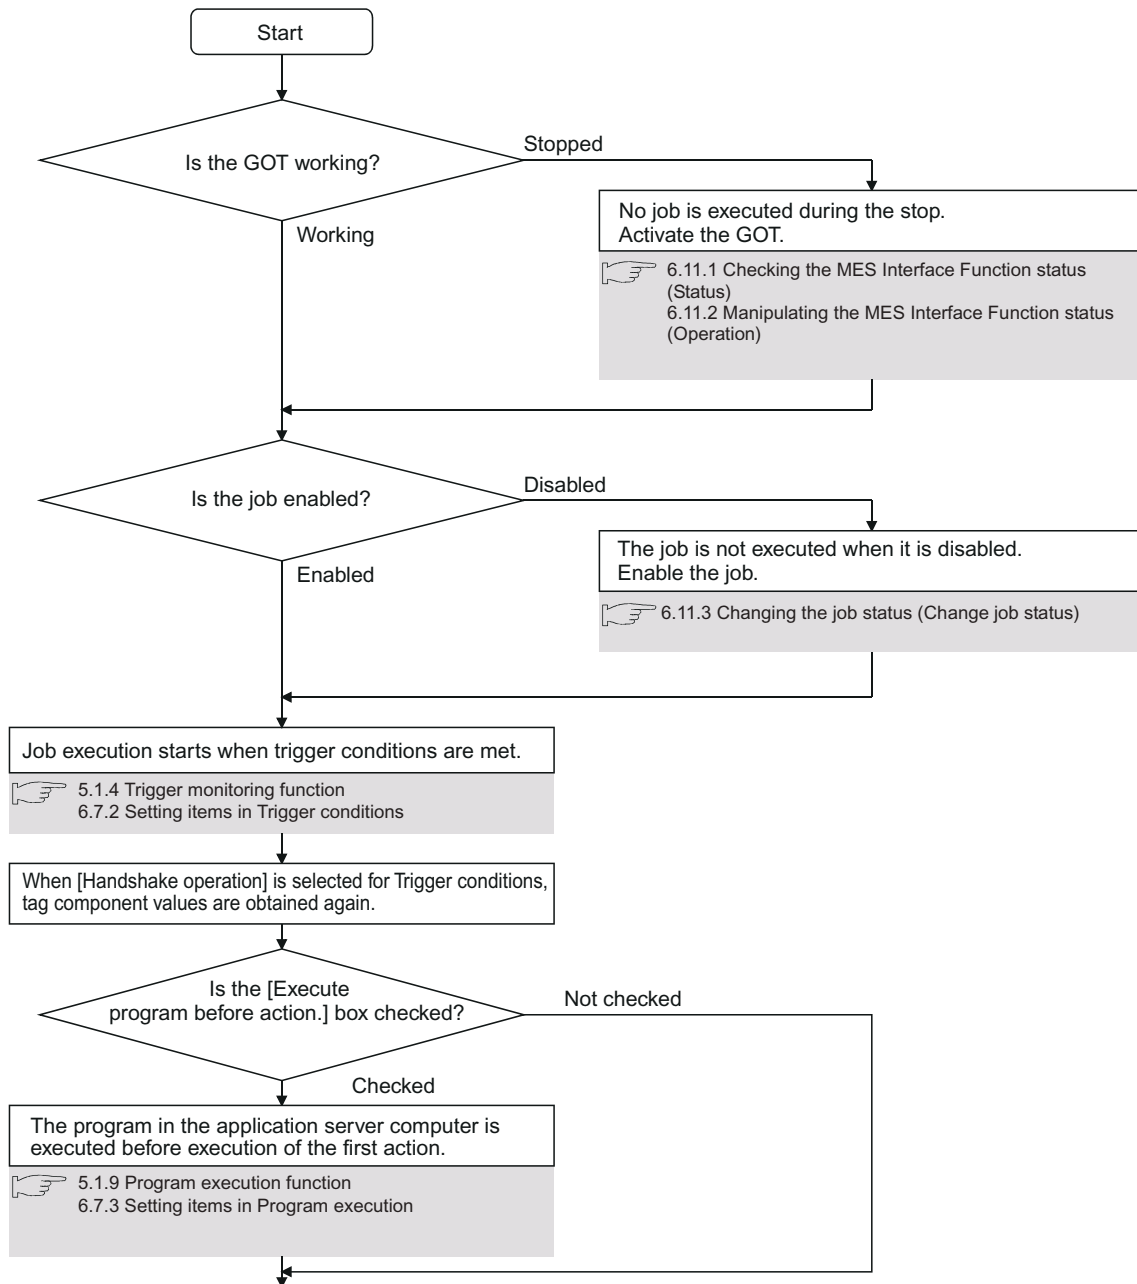 Start
Is the GOT working?
Stopped
No job is executed during the stop.
Activate the GOT.
Working
6.11.1 Checking the MES Interface Function status
(Status)
6.11.2 Manipulating the MES Interface Function status
(Operation)
Is the job enabled?
Disabled
The job is not executed when it is disabled.
Enable the job.
Enabled
6.11.3 Changing the job status (Change job status)
Job execution starts when trigger conditions are met.
5.1.4 Trigger monitoring function
6.7.2 Setting items in Trigger conditions
When [Handshake operation] is selected for Trigger conditions,
tag component values are obtained again.
Is the [Execute
program before action.] box checked?
Not checked
Checked
The program in the application server computer is
executed before execution of the first action.
5.1.9 Program execution function
6.7.3 Setting items in Program execution